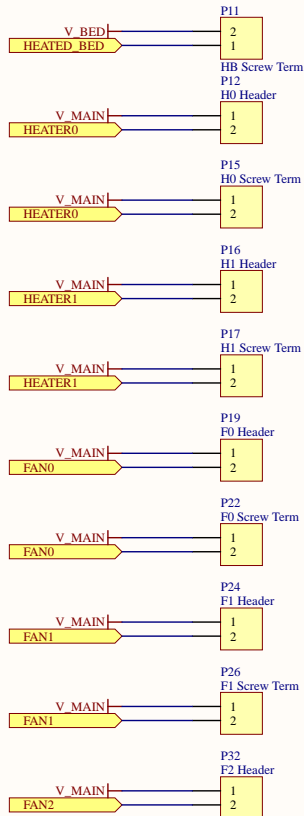 P11
V_BED 2
HEATED_BED 1
HB Screw Term
P12
H0 Header
V_MAIN 1
HEATER0 2
P15
H0 Screw Term
V_MAIN 1
HEATER0 2
P16
H1 Header
V_MAIN 1
HEATER1 2
P17
H1 Screw Term
V_MAIN 1
HEATER1 2
P19
F0 Header
V_MAIN 1
FAN0 2
P22
F0 Screw Term
V_MAIN 1
FAN0 2
P24
F1 Header
V_MAIN 1
FAN1 2
P26
F1 Screw Term
V_MAIN 1
FAN1 2
P32
F2 Header
V_MAIN 1
FAN2 2